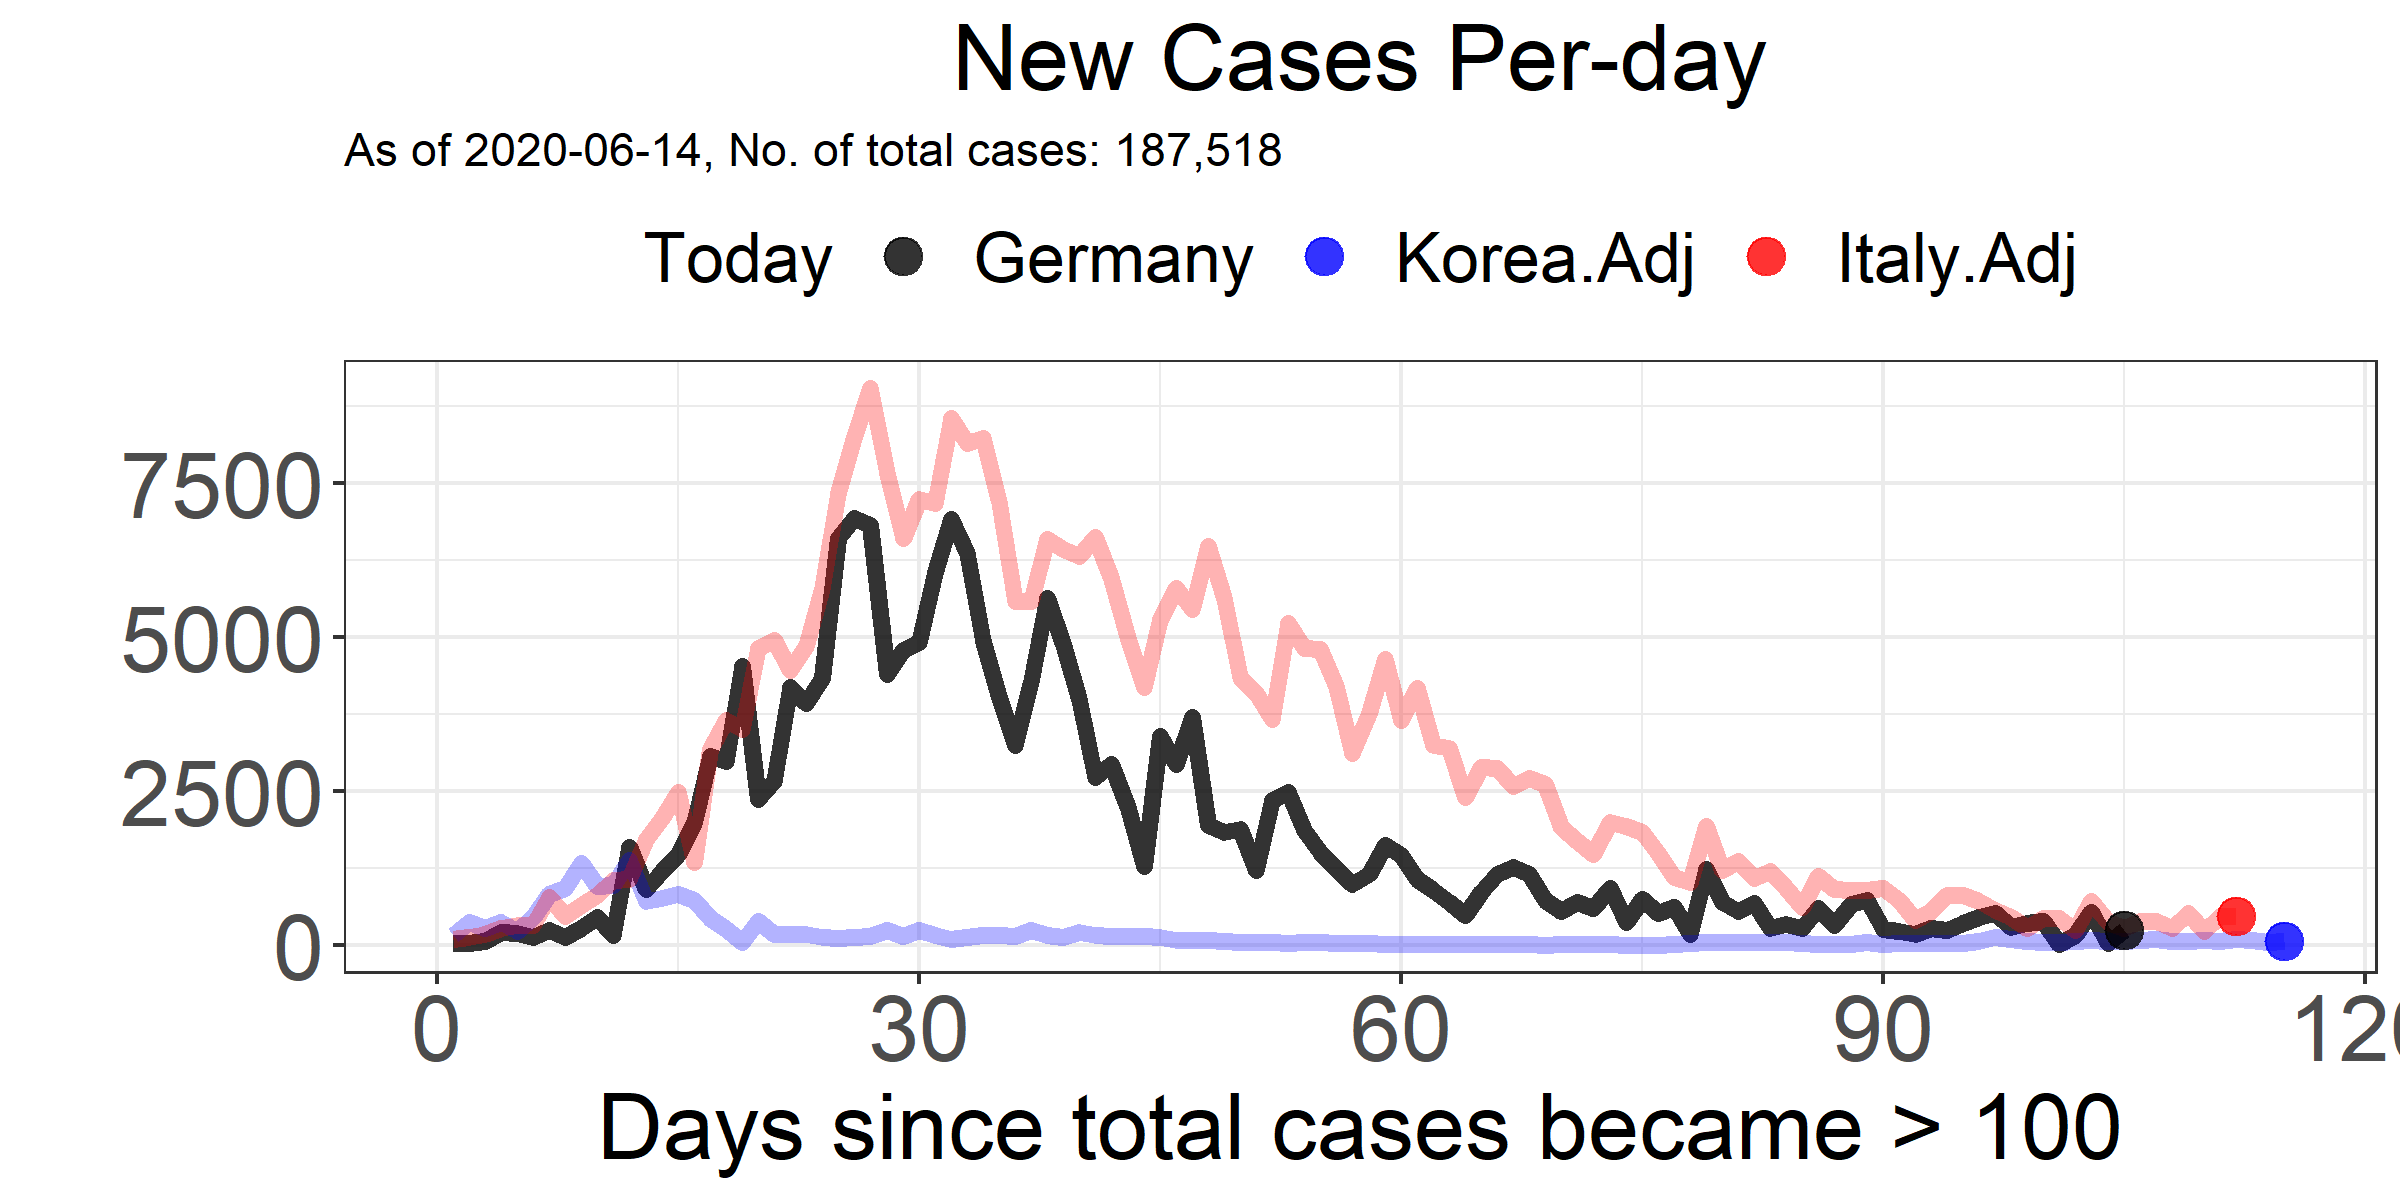 New Cases Per-day
As of 2020-06-14, No. of total cases: 187,518
Today Germany Korea.Adj Italy.Adj
7500
5000
2500
0
0 30 60 90 120
Days since total cases became > 100